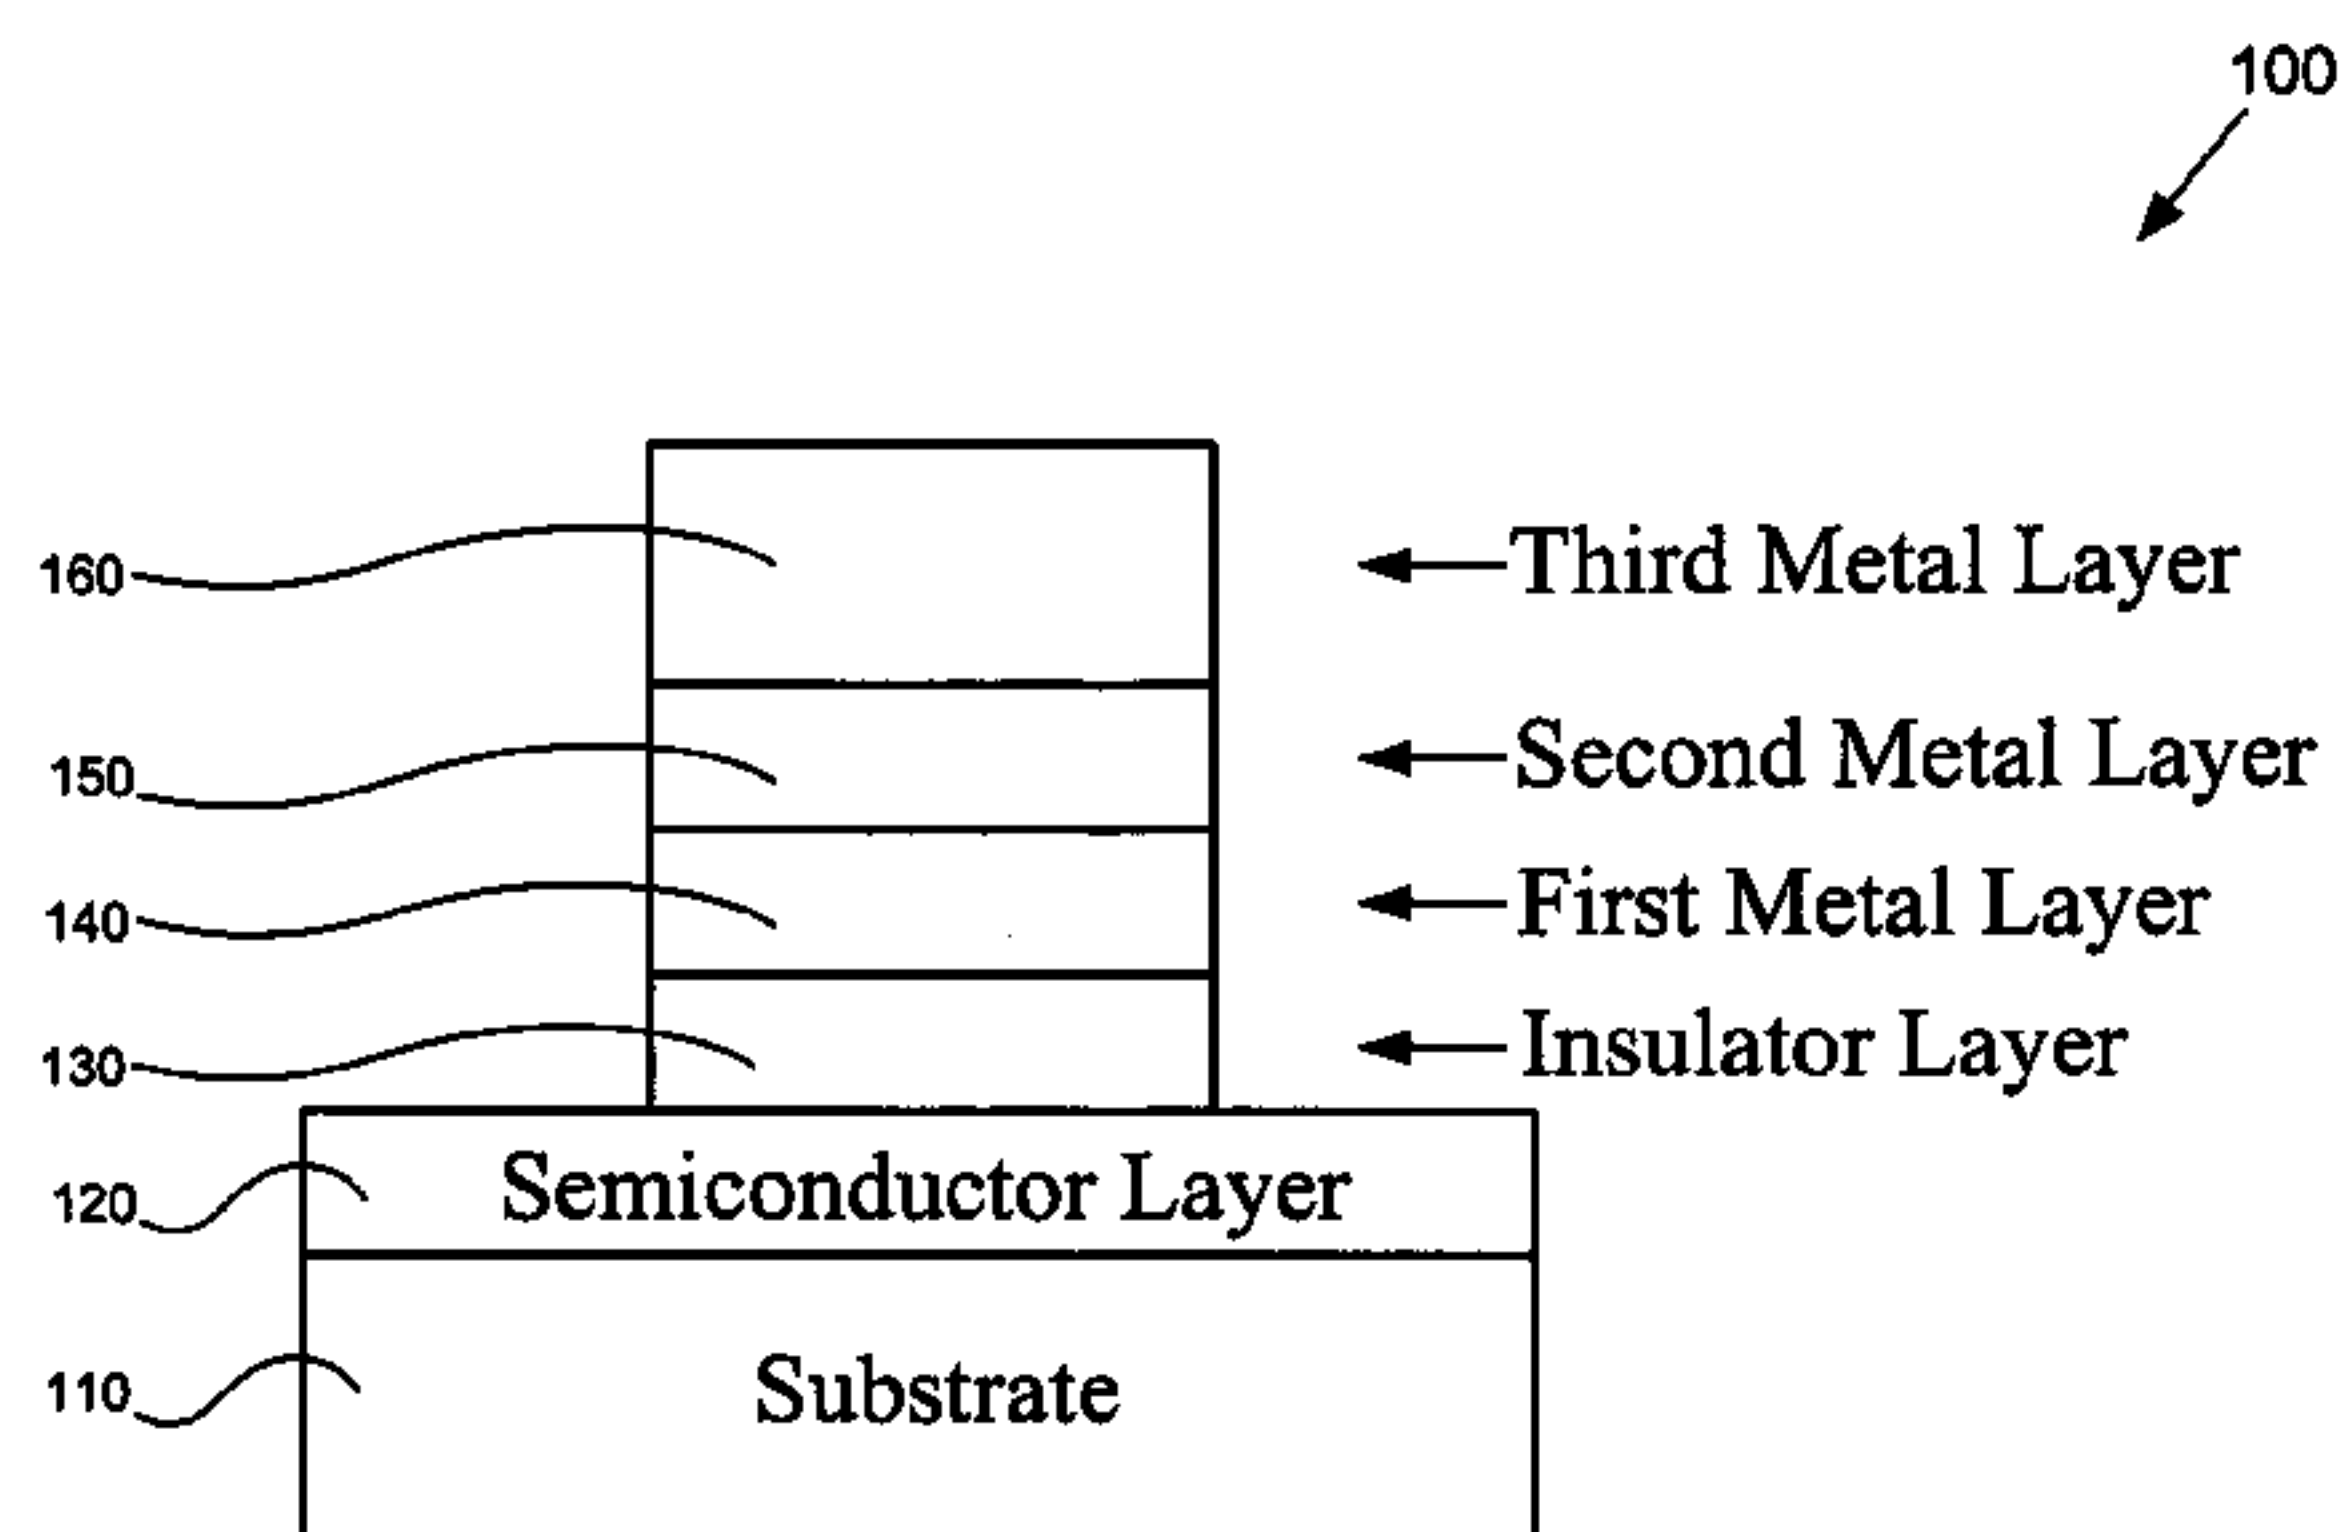 100
160 Third Metal Layer
150 Second Metal Layer
140 First Metal Layer
130 Insulator Layer
120 Semiconductor Layer
110 Substrate